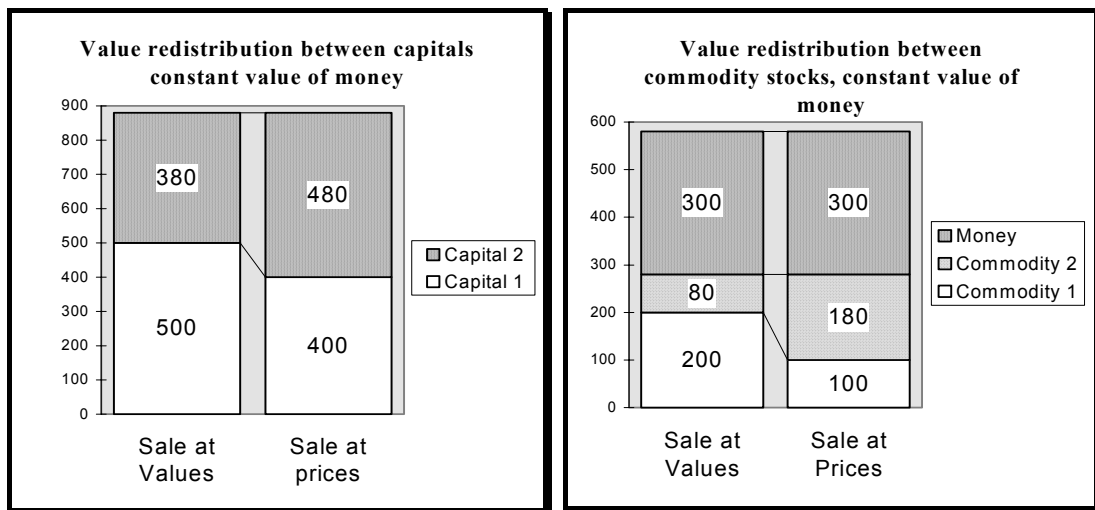 Value redistribution between capitals
constant value of money
900
800
700
600
500
400
300
200
100
0
380
480
500
400
Sale at
Values
Sale at
prices
Capital 2
Capital 1
Value redistribution between
commodity stocks, constant value of
money
600
500
400
300
200
100
0
300
300
80
180
200
100
Sale at
Values
Sale at
Prices
Money
Commodity 2
Commodity 1